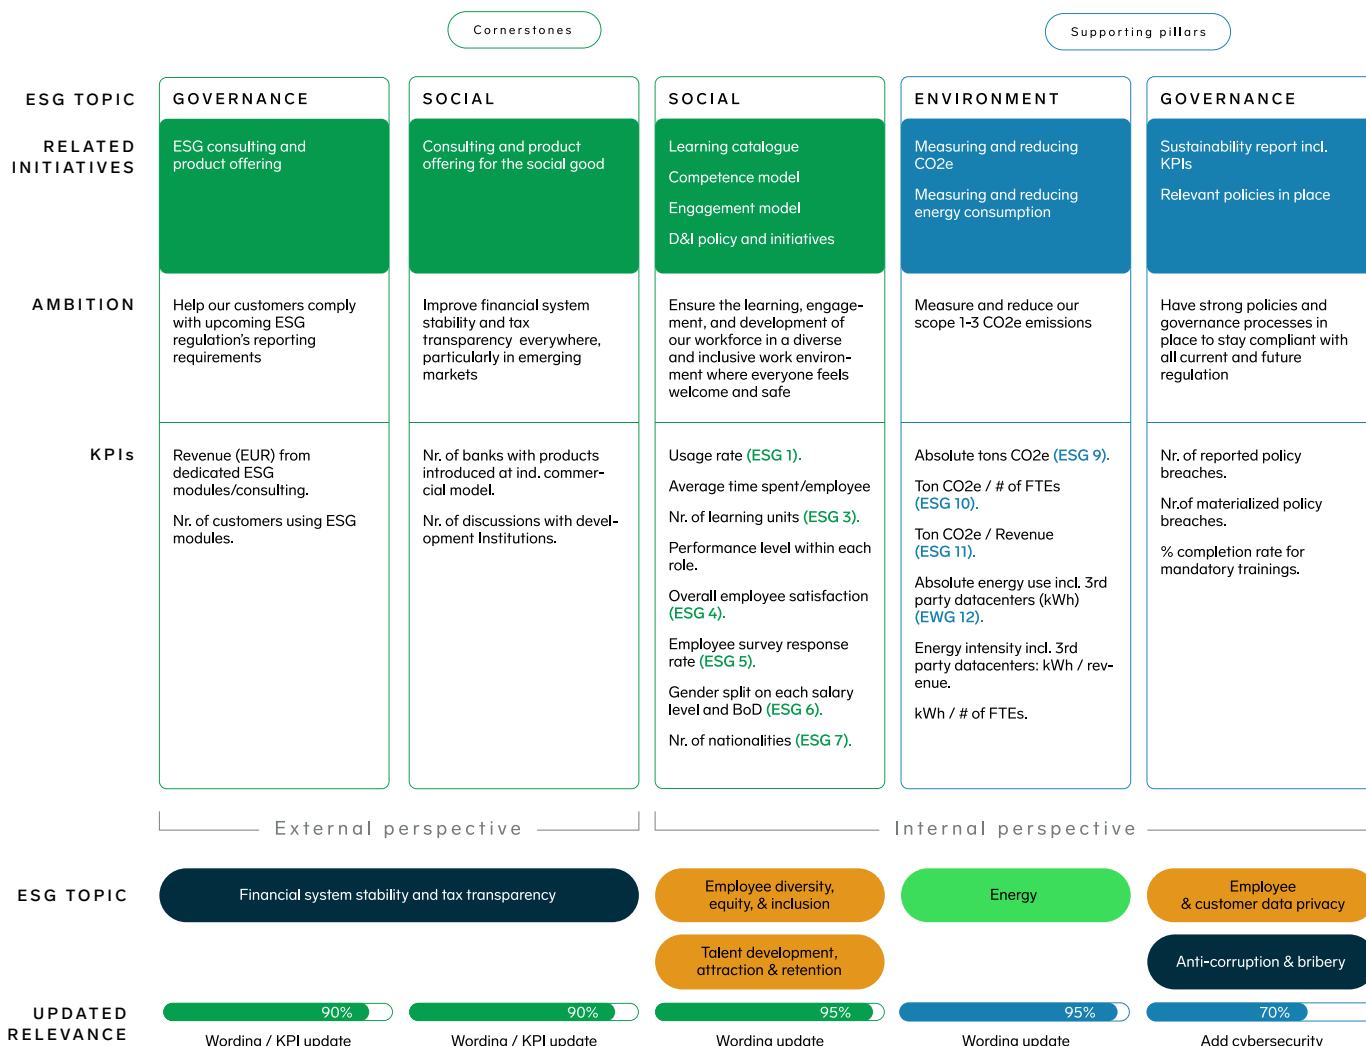 Cornerstones
Supporting pillars
ESG TOPIC
GOVERNANCE
SOCIAL
SOCIAL
ENVIRONMENT
GOVERNANCE
RELATED
INITIATIVES
ESG consulting and
product offering
Consulting and product
offering for the social good
Learning catalogue
Competence model
Engagement model
D&I policy and initiatives
Measuring and reducing
CO2e
Measuring and reducing
energy consumption
Sustainability report incl.
KPIs
Relevant policies in place
AMBITION
Help our customers comply
with upcoming ESG
regulation's reporting
requirements
Improve financial system
stability and tax
transparency everywhere,
particularly in emerging
markets
Ensure the learning, engage-
ment, and development of
our workforce in a diverse
and inclusive work environ-
ment where everyone feels
welcome and safe
Measure and reduce our
scope 1-3 CO2e emissions
Have strong policies and
governance processes in
place to stay compliant with
all current and future
regulation
KPIs
Revenue (EUR) from
dedicated ESG
modules/consulting.
Nr. of customers using ESG
modules.
Nr. of banks with products
introduced at ind. commer-
cial model.
Nr. of discussions with devel-
opment Institutions.
Usage rate (ESG 1).
Average time spent/employee
Nr. of learning units (ESG 3).
Performance level within each
role.
Overall employee satisfaction
(ESG 4).
Employee survey response
rate (ESG 5).
Gender split on each salary
level and BoD (ESG 6).
Nr. of nationalities (ESG 7).
Absolute tons CO2e (ESG 9).
Ton CO2e / # of FTEs
(ESG 10).
Ton CO2e / Revenue
(ESG 11).
Absolute energy use incl. 3rd
party datacenters (kWh)
(EWG 12).
Energy intensity incl. 3rd
party datacenters: kWh / rev-
enue.
kWh / # of FTEs.
Nr. of reported policy
breaches.
Nr.of materialized policy
breaches.
% completion rate for
mandatory trainings.
External perspective
Internal perspective
ESG TOPIC
Financial system stability and tax transparency
Employee diversity,
equity, & inclusion
Energy
Employee
& customer data privacy
Talent development,
attraction & retention
Anti-corruption & bribery
UPDATED
RELEVANCE
90%
90%
95%
95%
70%
Wording / KPI update
Wording / KPI update
Wording update
Wording update
Add cybersecurity